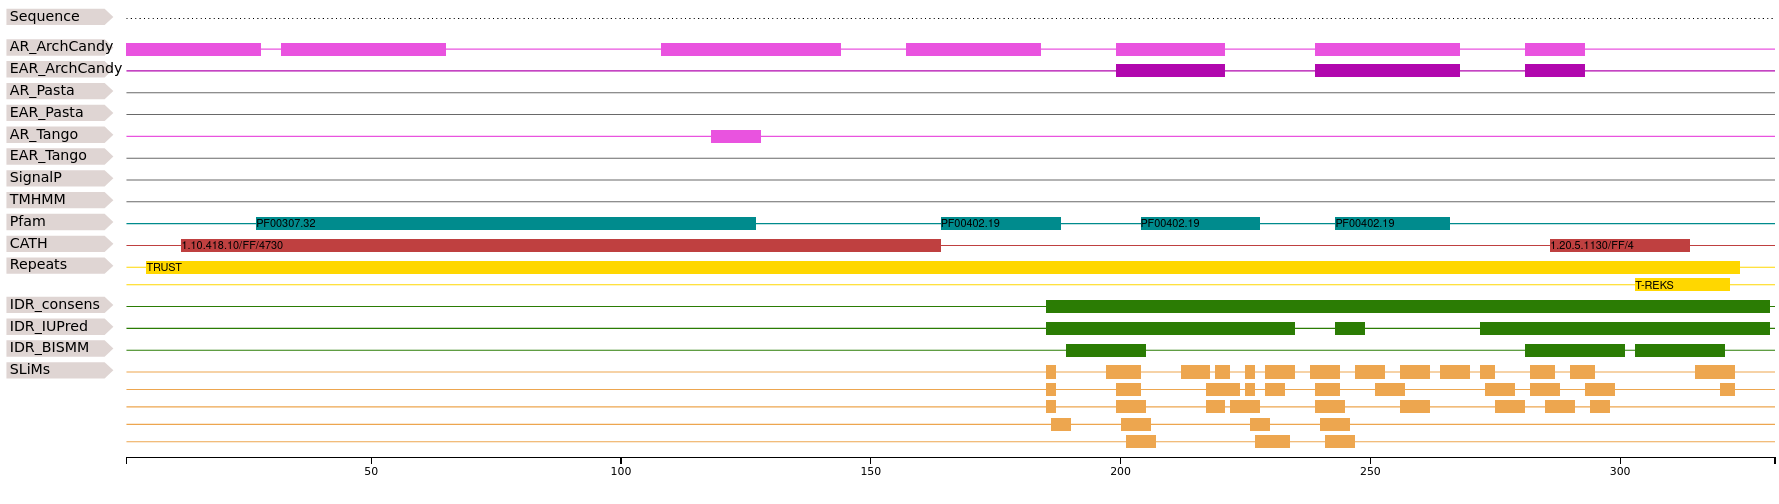 Sequence
AR_ArchCandy
EAR_ArchCandy
AR_Pasta
EAR_Pasta
AR_Tango
EAR_Tango
SignalP
TMHMM
Pfam PF00307.32 PF00402.19 PF00402.19 PF00402.19
CATH 1.10.418.10/FF/4730 1.20.5.1130/FF/4
Repeats TRUST
T-REKS
IDR_consens
IDR_IUPred
IDR_BISMM
SLiMs
50 100 150 200 250 300